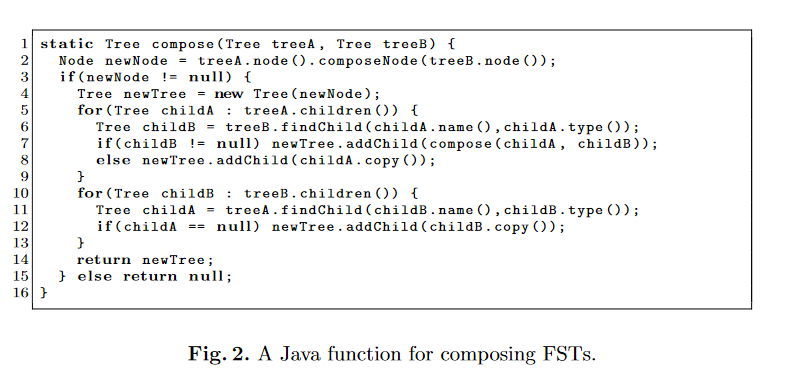 1 static Tree compose(Tree treeA, Tree treeB) {
2 Node newNode = treeA.node().composeNode(treeB.node());
3 if(newNode != null) {
4 Tree newTree = new Tree(newNode);
5 for(Tree childA : treeA.children()) {
6 Tree childB = treeB.findChild(childA.name(),childA.type());
7 if(childB != null) newTree.addChild(compose(childA, childB));
8 else newTree.addChild(childA.copy());
9 }
10 for(Tree childB : treeB.children()) {
11 Tree childA = treeA.findChild(childB.name(),childB.type());
12 if(childA == null) newTree.addChild(childB.copy());
13 }
14 return newTree;
15 } else return null;
16 }
Fig. 2. A Java function for composing FSTs.